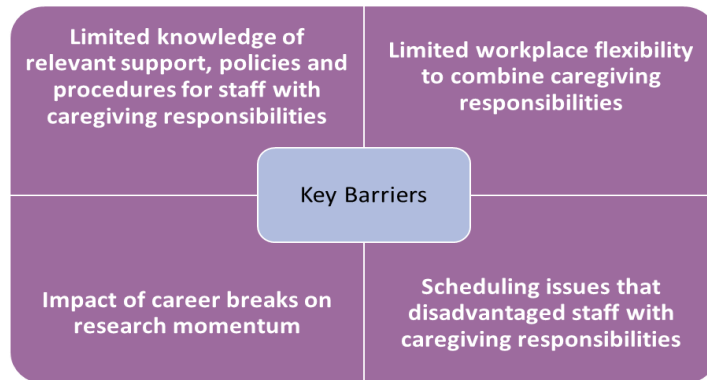 Limited knowledge of
relevant support, policies and
procedures for staff with
caregiving responsibilities
Limited workplace flexibility
to combine caregiving
responsibilities
Key Barriers
Impact of career breaks on
research momentum
Scheduling issues that
disadvantaged staff with
caregiving responsibilities